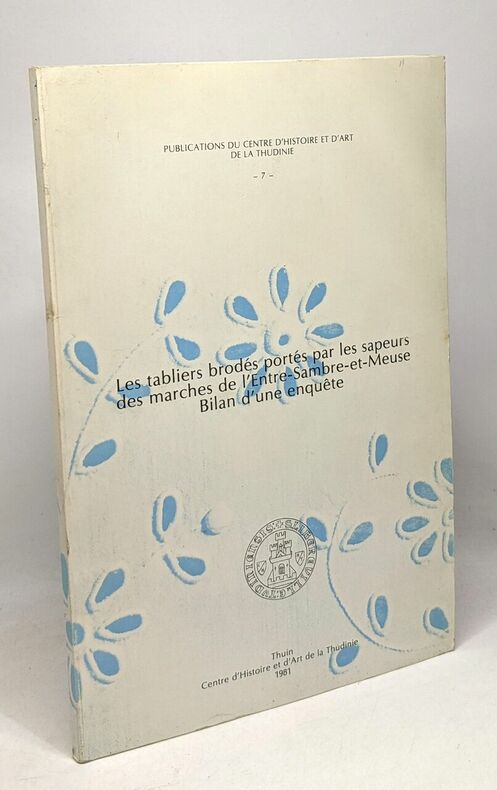 PUBLICATIONS DU CENTRE D'HISTOIRE ET D'ART
DE LA THUDINIE
- 7 -
Les tabliers brodés portés par les sapeurs
des marches de l'Entre-Sambre-et-Meuse
Bilan d'une enquête
Thuin
Centre d'Histoire et d'Art de la Thudinie
1981